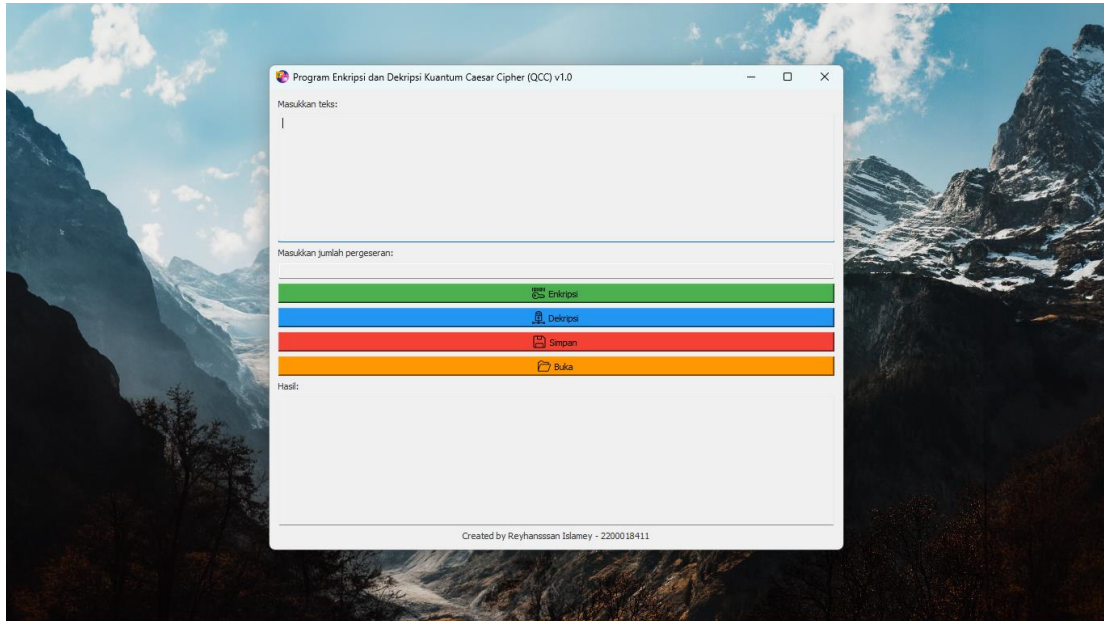 Program Enkripsi dan Dekripsi Kuantum Caesar Cipher (QCC) v1.0
Masukkan teks:
Masukkan jumlah pergeseran:
Enkripsi
Dekripsi
Simpan
Buka
Hasil:
Created by Reyhansssan Islamey - 2200018411